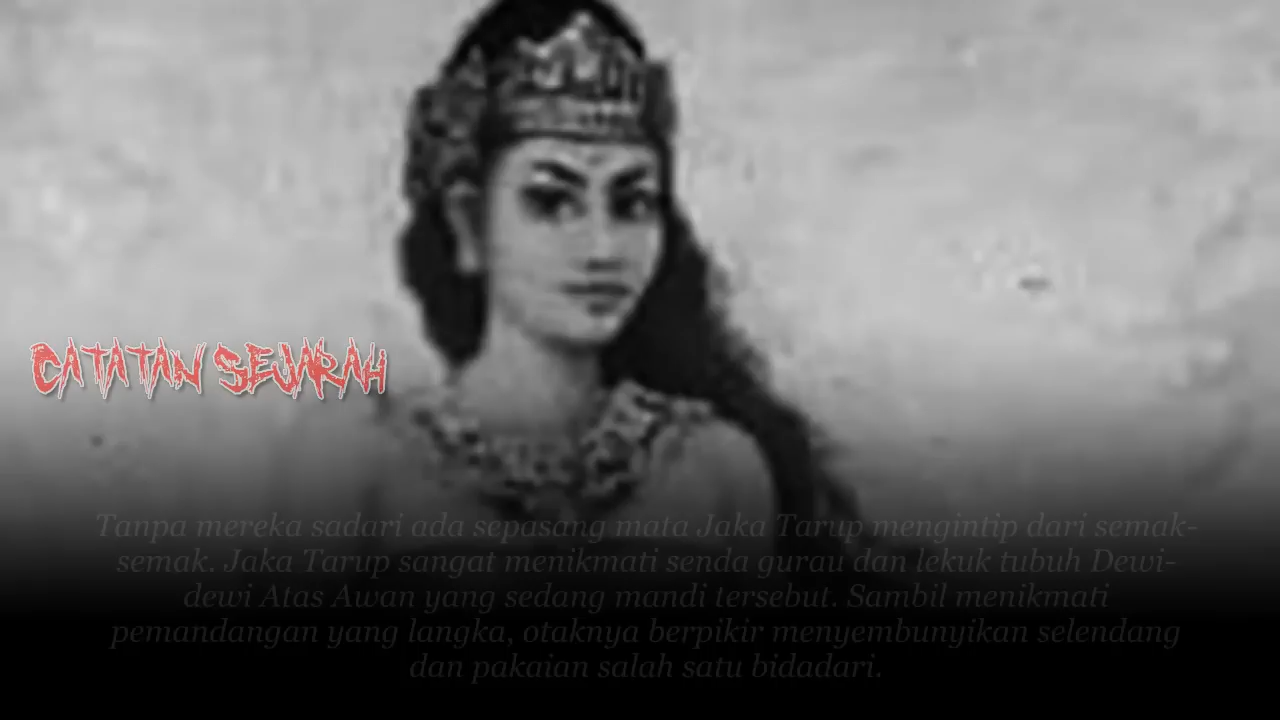 CATATAN SEJARAH
Tanpa mereka sadari ada sepasang mata Jaka Tarup mengintip dari semak-
semak. Jaka Tarup sangat menikmati senda gurau dan lekuk tubuh Dewi-
dewi Atas Awan yang sedang mandi tersebut. Sambil menikmati
pemandangan yang langka, otaknya berpikir menyembunyikan selendang
dan pakaian salah satu bidadari.